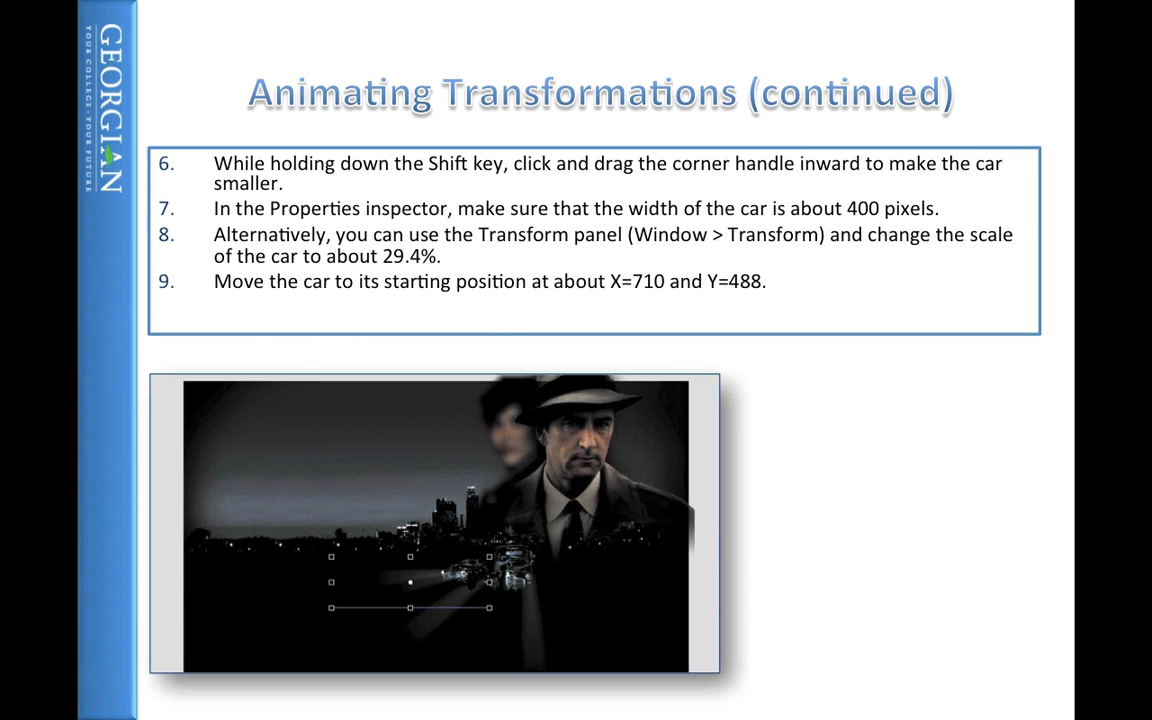 GEORGIAN
YOUR COLLEGE · YOUR FUTURE
Animating Transformations (continued)
6. While holding down the Shift key, click and drag the corner handle inward to make the car
smaller.
7. In the Properties inspector, make sure that the width of the car is about 400 pixels.
8. Alternatively, you can use the Transform panel (Window > Transform) and change the scale
of the car to about 29.4%.
9. Move the car to its starting position at about X=710 and Y=488.